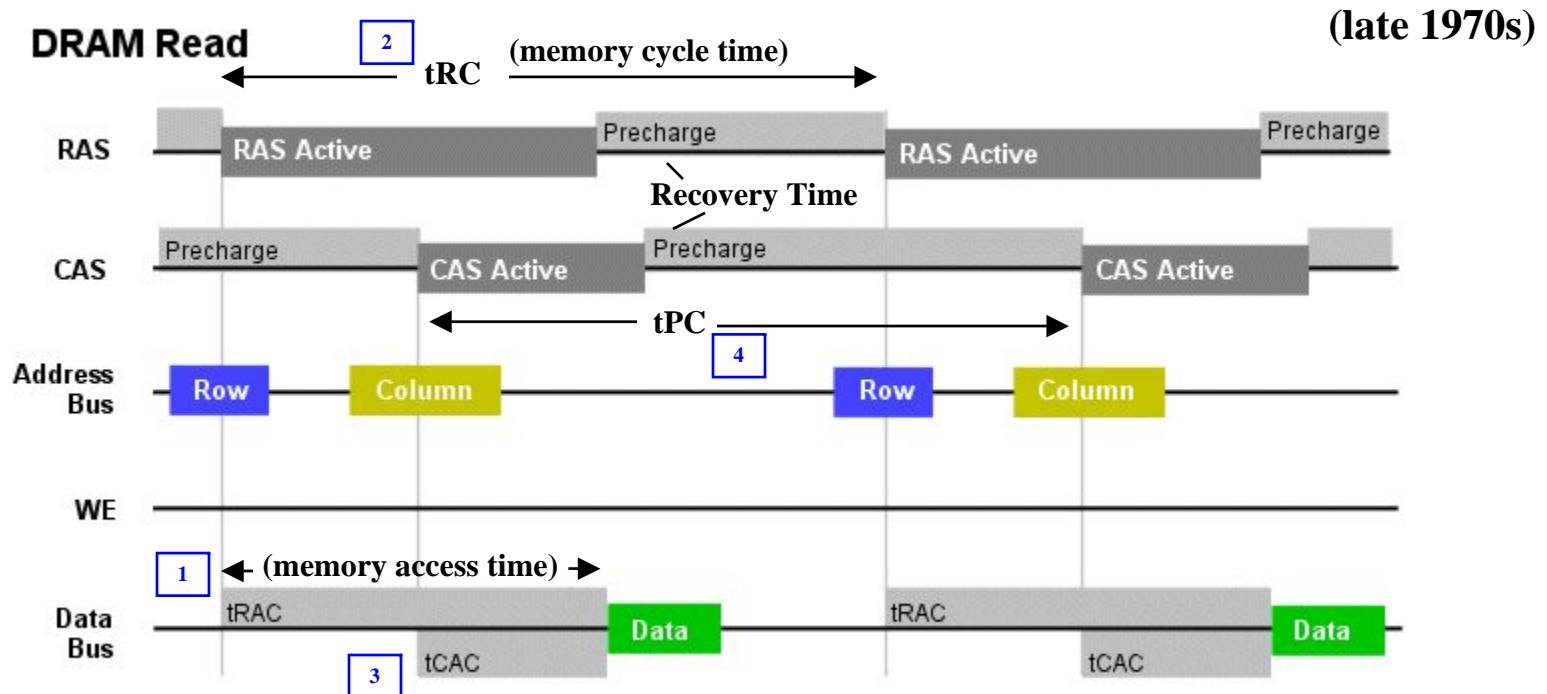 (late 1970s)
DRAM Read
2
tRC (memory cycle time)
RAS
RAS Active
Precharge
RAS Active
Precharge
Recovery Time
CAS
Precharge
CAS Active
Precharge
CAS Active
tPC
4
Address
Bus
Row
Column
Row
Column
WE
1
(memory access time)
Data
Bus
tRAC
Data
tRAC
Data
3
tCAC
tCAC